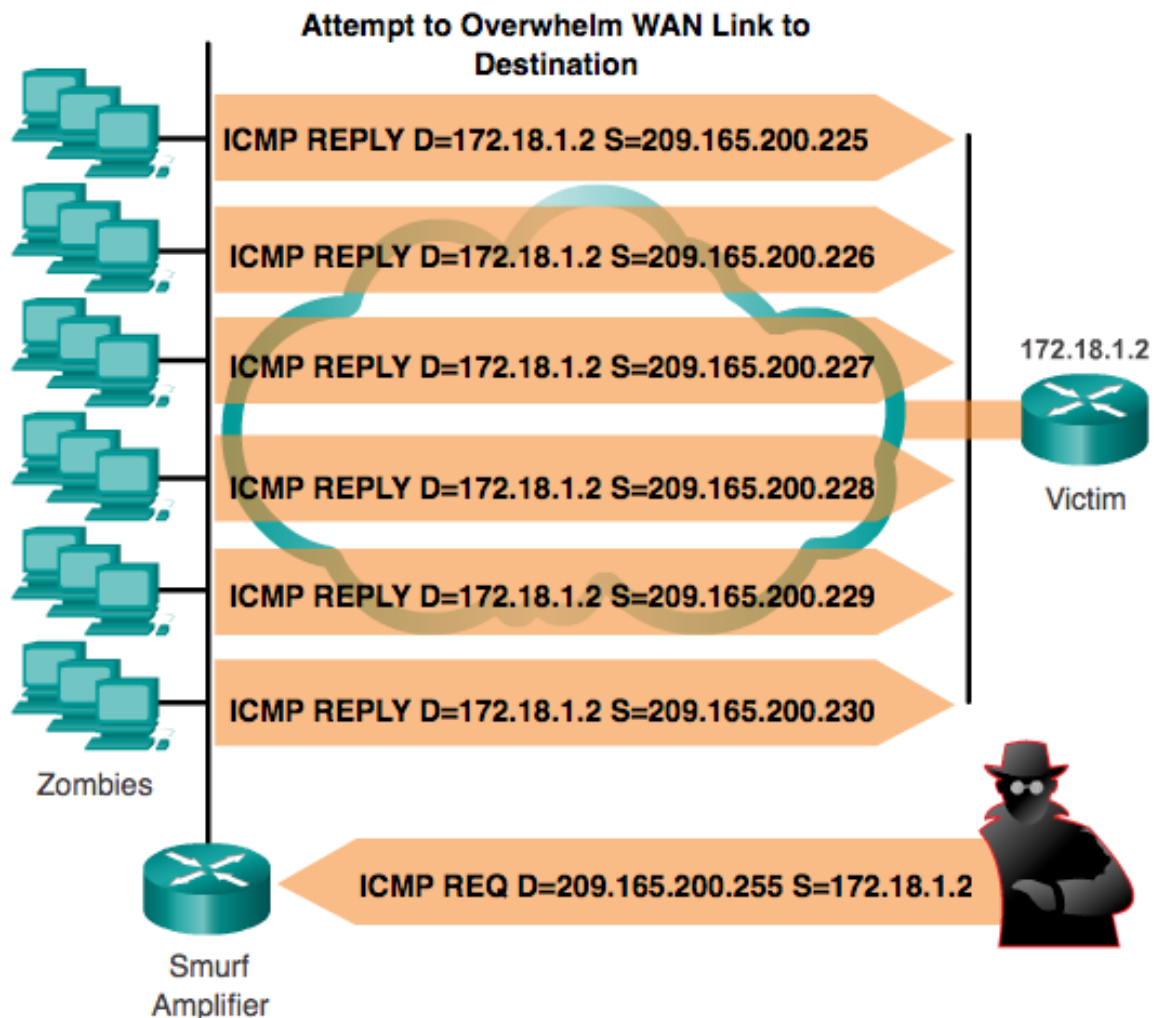 Attempt to Overwhelm WAN Link to
Destination
ICMP REPLY D=172.18.1.2 S=209.165.200.225
ICMP REPLY D=172.18.1.2 S=209.165.200.226
ICMP REPLY D=172.18.1.2 S=209.165.200.227
172.18.1.2
ICMP REPLY D=172.18.1.2 S=209.165.200.228
Victim
ICMP REPLY D=172.18.1.2 S=209.165.200.229
ICMP REPLY D=172.18.1.2 S=209.165.200.230
Zombies
ICMP REQ D=209.165.200.255 S=172.18.1.2
Smurf
Amplifier